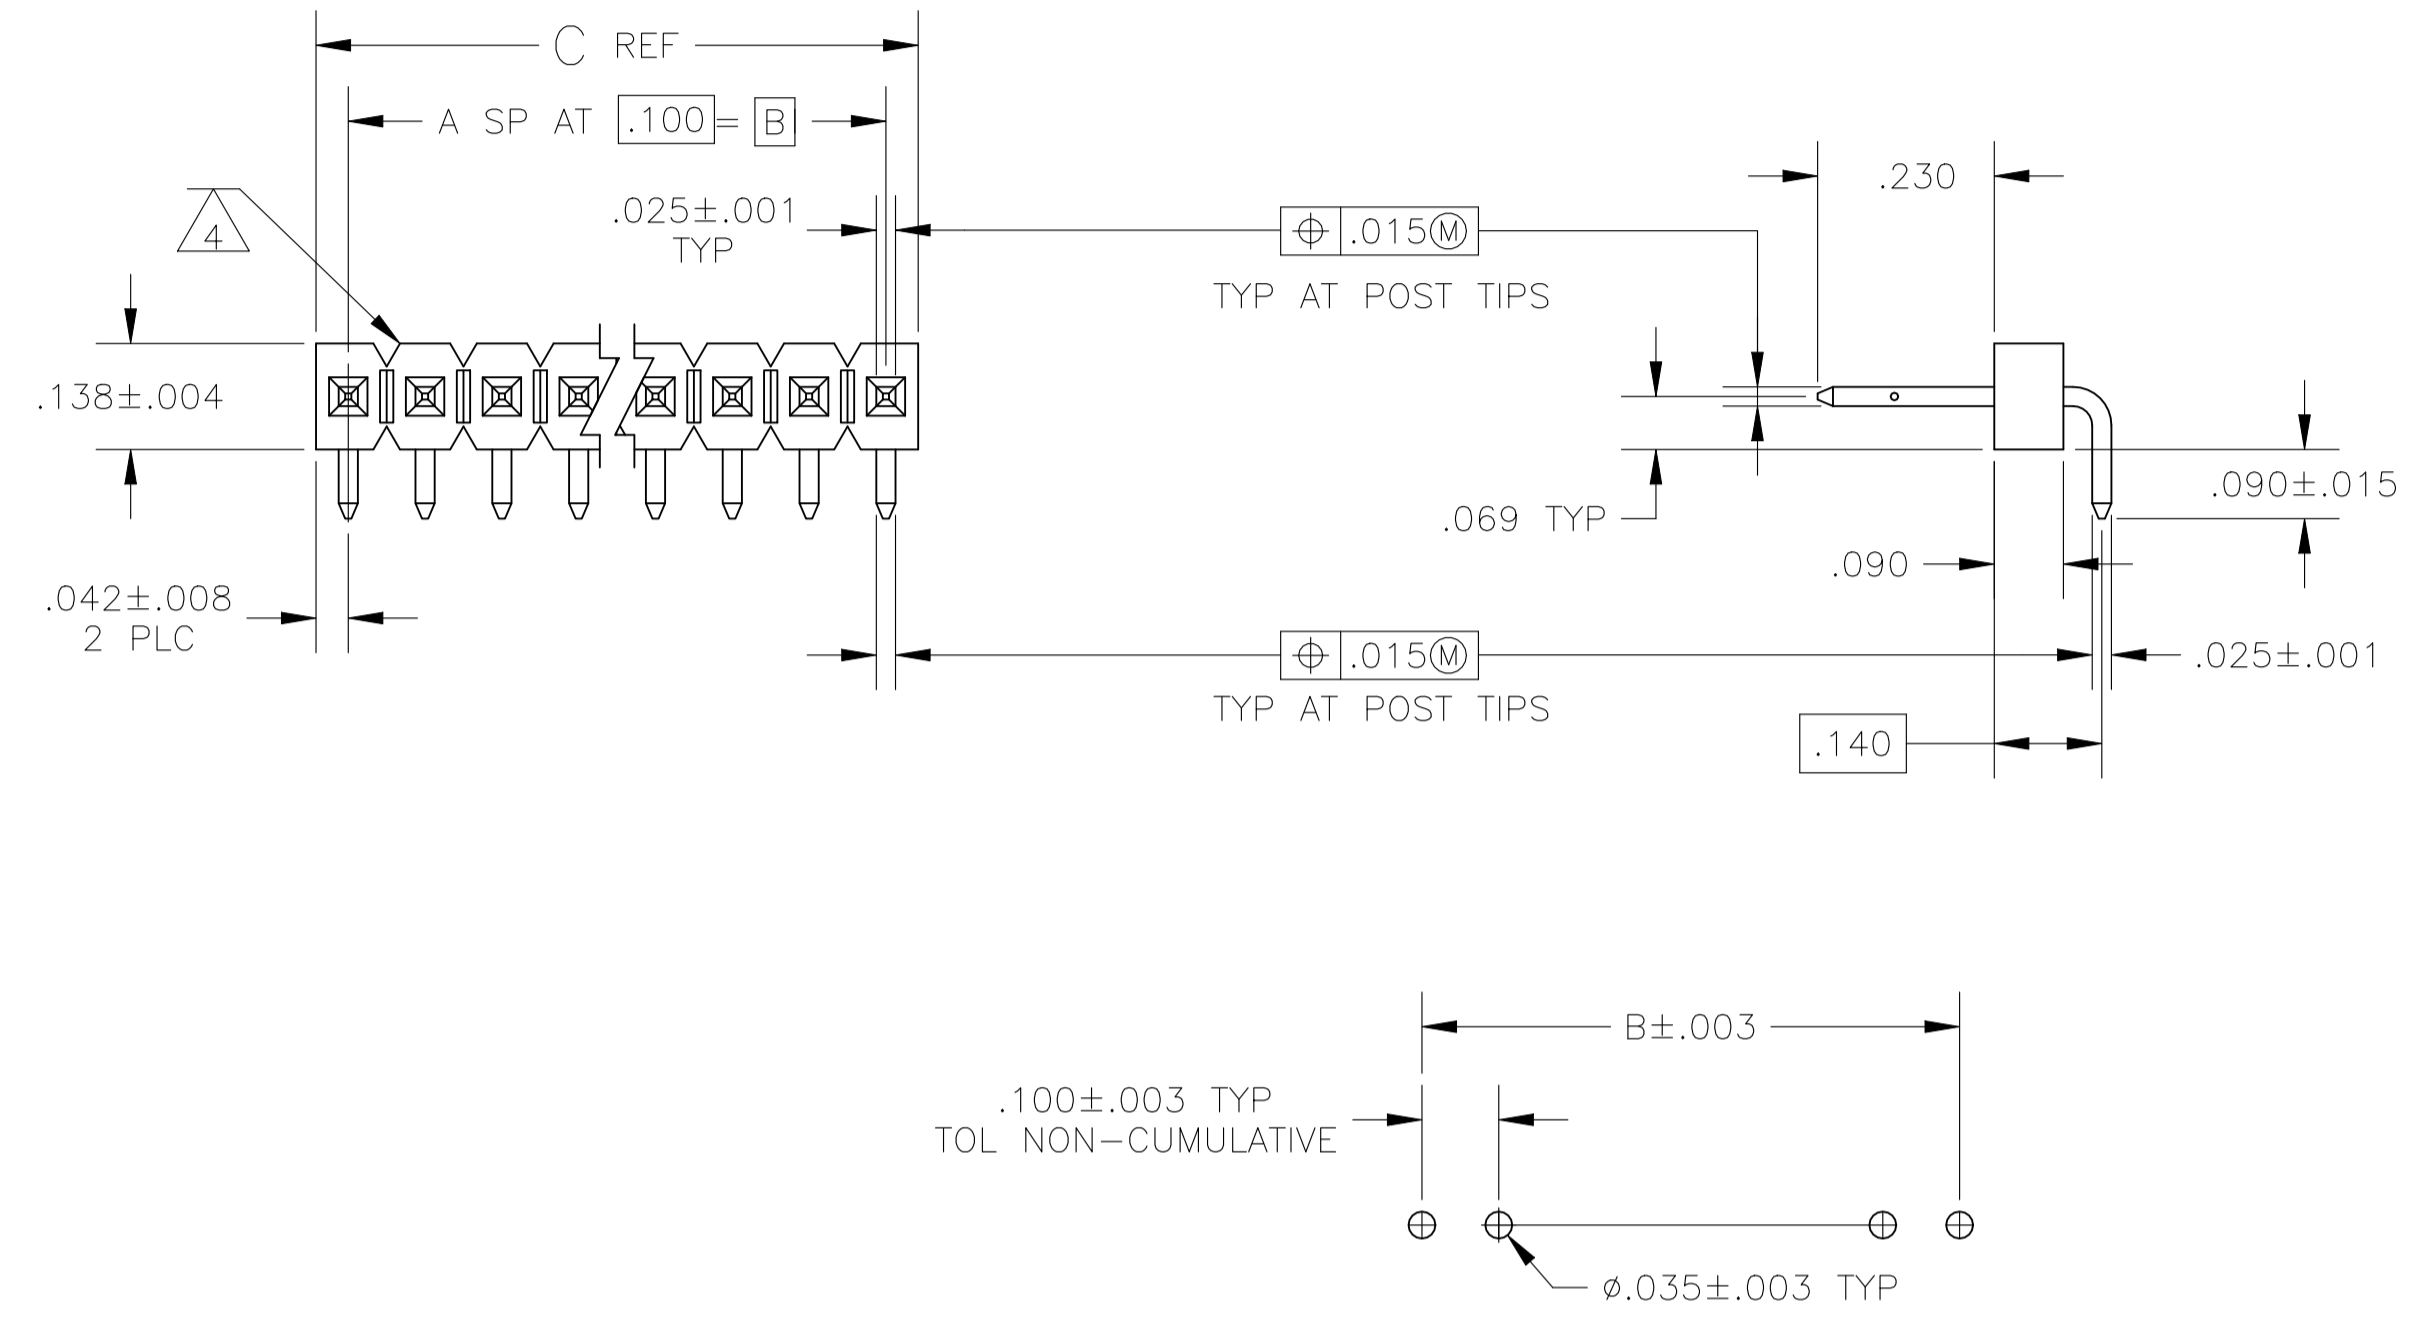 C REF
A SP AT .100 = B
.230
.025±.001
TYP
⌖ .015Ⓜ
4
TYP AT POST TIPS
.138±.004
.090±.015
.069 TYP
.090
.042±.008
2 PLC
⌖ .015Ⓜ
.025±.001
TYP AT POST TIPS
.140
B±.003
.100±.003 TYP
TOL NON-CUMULATIVE
ø.035±.003 TYP